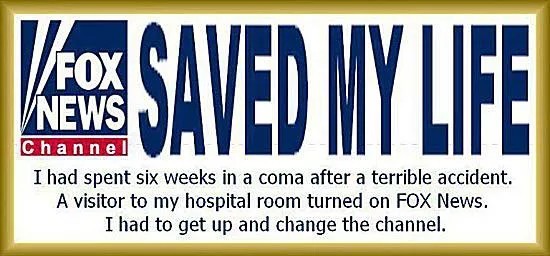 FOX
NEWS
Channel
SAVED MY LIFE
I had spent six weeks in a coma after a terrible accident.
A visitor to my hospital room turned on FOX News.
I had to get up and change the channel.